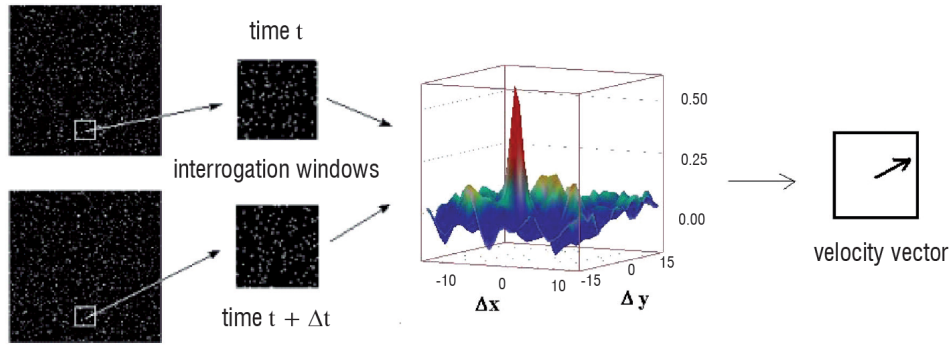 time t
interrogation windows
time t + Δt
0.50
0.25
0.00
-10
0
10
-15
0
15
Δx
Δy
velocity vector